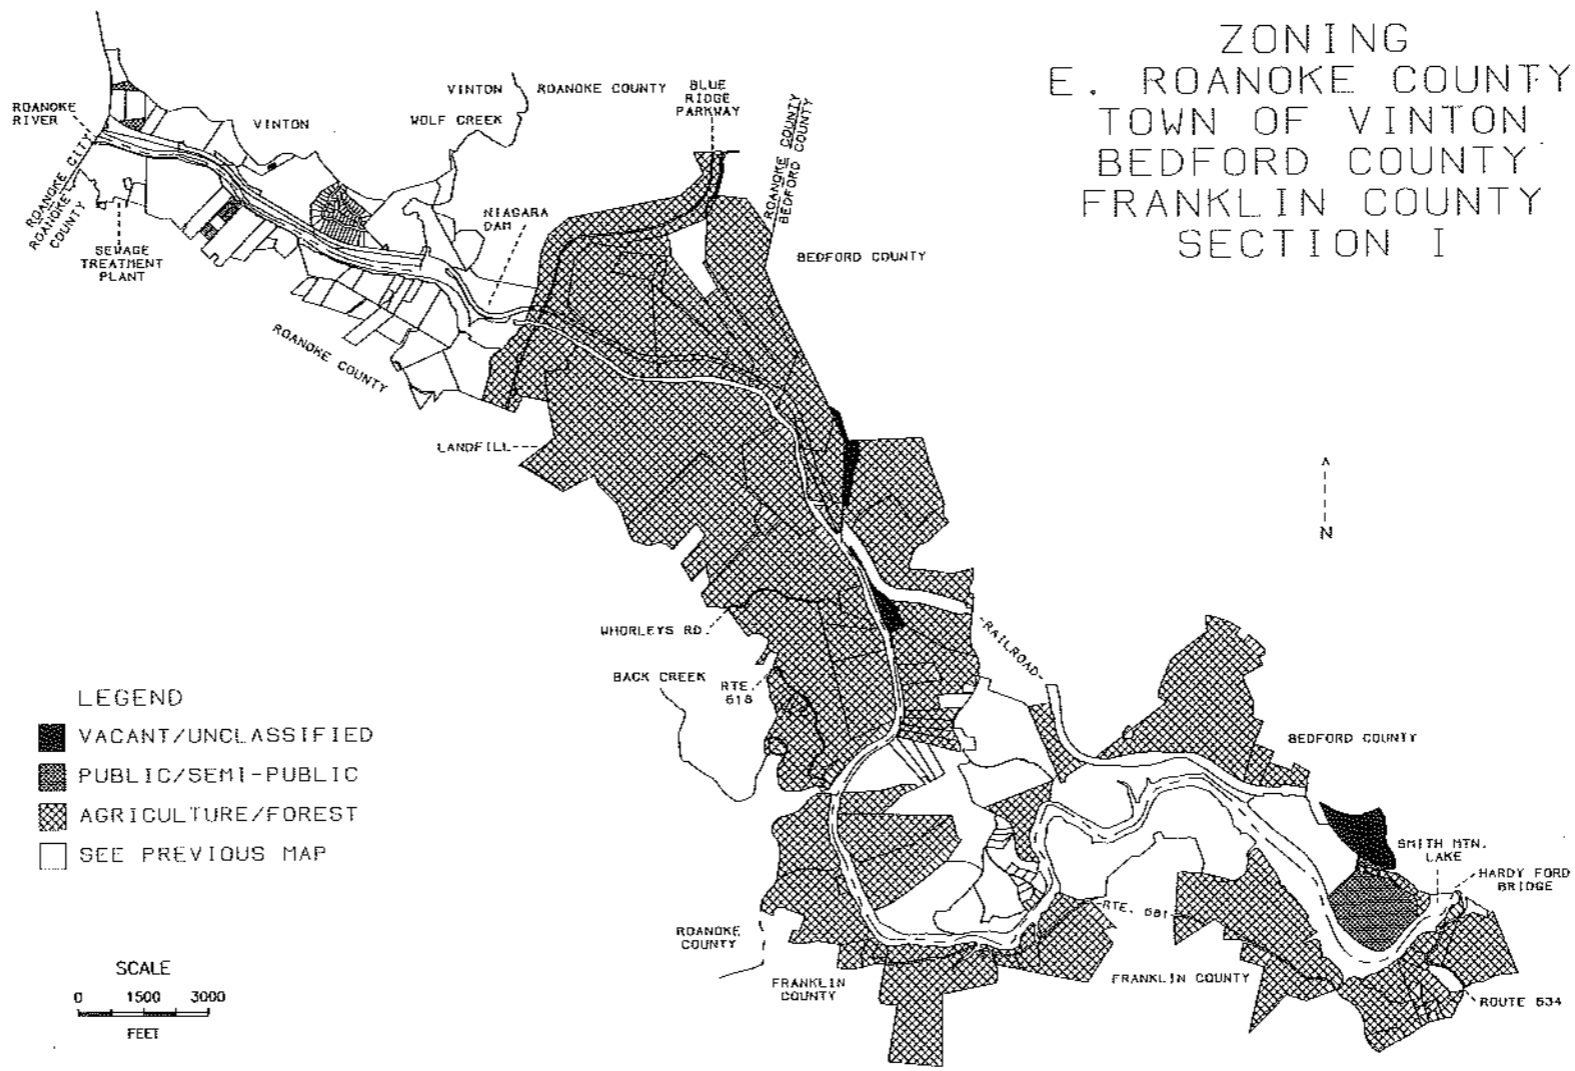 ZONING
E. ROANOKE COUNTY
TOWN OF VINTON
BEDFORD COUNTY
FRANKLIN COUNTY
SECTION I
ROANOKE
RIVER
VINTON
VINTON
ROANOKE COUNTY
WOLF CREEK
BLUE
RIDGE
PARKWAY
ROANOKE COUNTY
BEDFORD COUNTY
ROANOKE CITY
ROANOKE
COUNTY
SEWAGE
TREATMENT
PLANT
NIAGARA
DAM
BEDFORD COUNTY
ROANOKE COUNTY
LANDFILL
N
WHORLEYS RD.
RAILROAD
BACK CREEK
RTE.
618
BEDFORD COUNTY
LEGEND
VACANT/UNCLASSIFIED
PUBLIC/SEMI-PUBLIC
AGRICULTURE/FOREST
SEE PREVIOUS MAP
SMITH MTN.
LAKE
HARDY FORD
BRIDGE
RTE. 681
ROANOKE
COUNTY
FRANKLIN
COUNTY
FRANKLIN COUNTY
ROUTE 634
SCALE
0 1500 3000
FEET